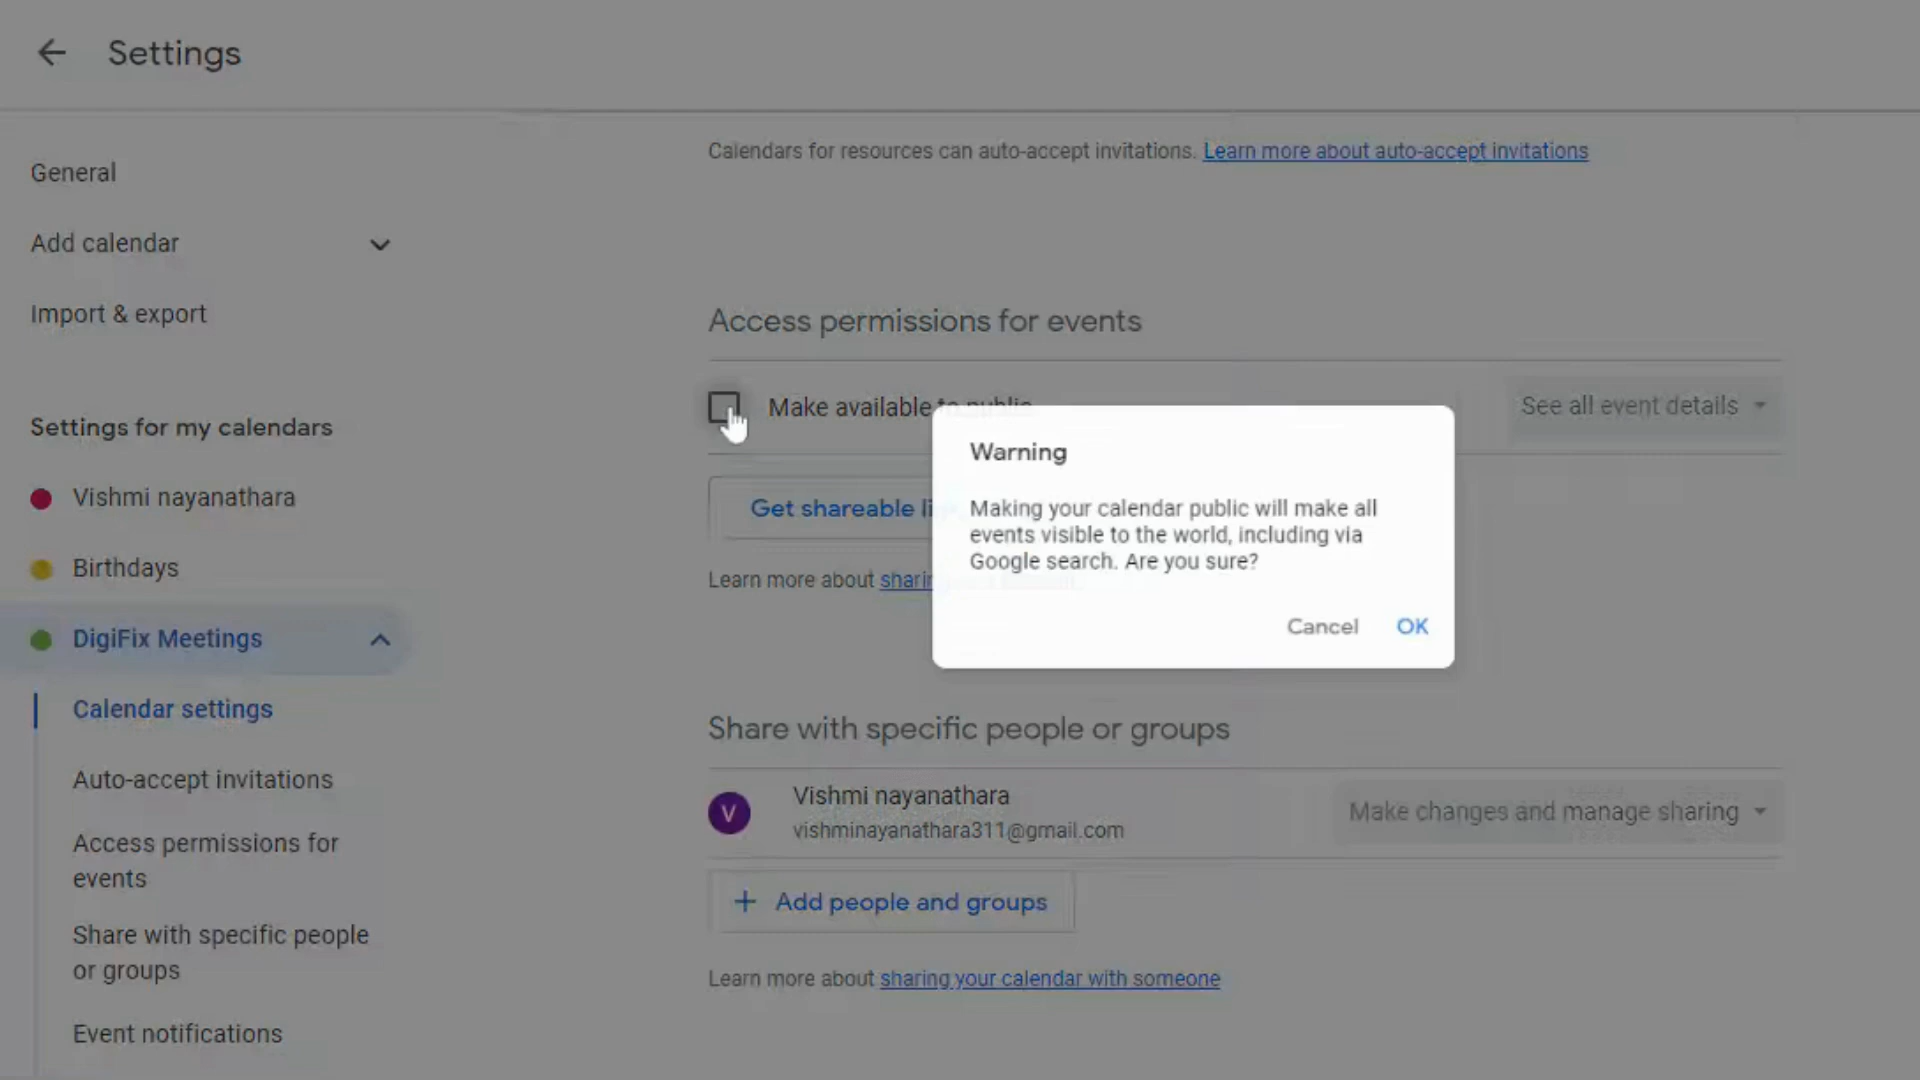 Settings
General
Add calendar
Import & export
Settings for my calendars
Vishmi nayanathara
Birthdays
DigiFix Meetings
Calendar settings
Auto-accept invitations
Access permissions for
events
Share with specific people
or groups
Event notifications
Calendars for resources can auto-accept invitations. Learn more about auto-accept invitations
Access permissions for events
Make available to public
See all event details
Get shareable
Learn more about
Warning
Making your calendar public will make all
events visible to the world, including via
Google search. Are you sure?
Cancel OK
Share with specific people or groups
V
Vishmi nayanathara
vishminayanathara311@gmail.com
Make changes and manage sharing
+ Add people and groups
Learn more about sharing your calendar with someone